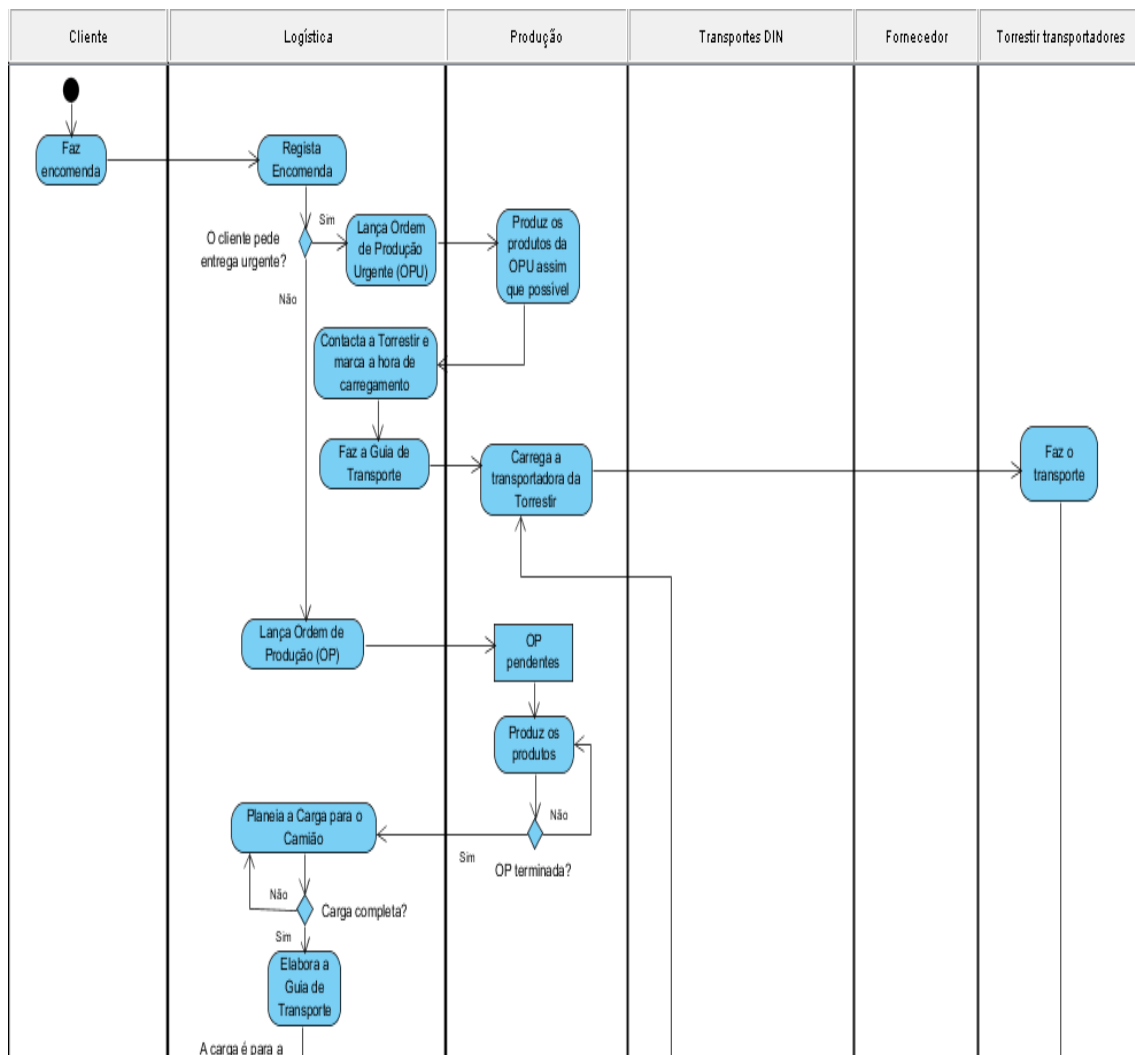 Cliente
Logística
Produção
Transportes DIN
Fornecedor
Torrestir transportadores
Faz
encomenda
Regista
Encomenda
O cliente pede
entrega urgente?
Sim
Não
Lança Ordem
de Produção
Urgente (OPU)
Produz os
produtos da
OPU assim
que possivel
Contacta a Torrestir e
marca a hora de
carregamento
Faz a Guia de
Transporte
Carrega a
transportadora da
Torrestir
Faz o
transporte
Lança Ordem de
Produção (OP)
OP
pendentes
Produz os
produtos
Não
Sim
OP terminada?
Planeia a Carga para o
Camião
Não
Carga completa?
Sim
Elabora a
Guia de
Transporte
A carga é para a